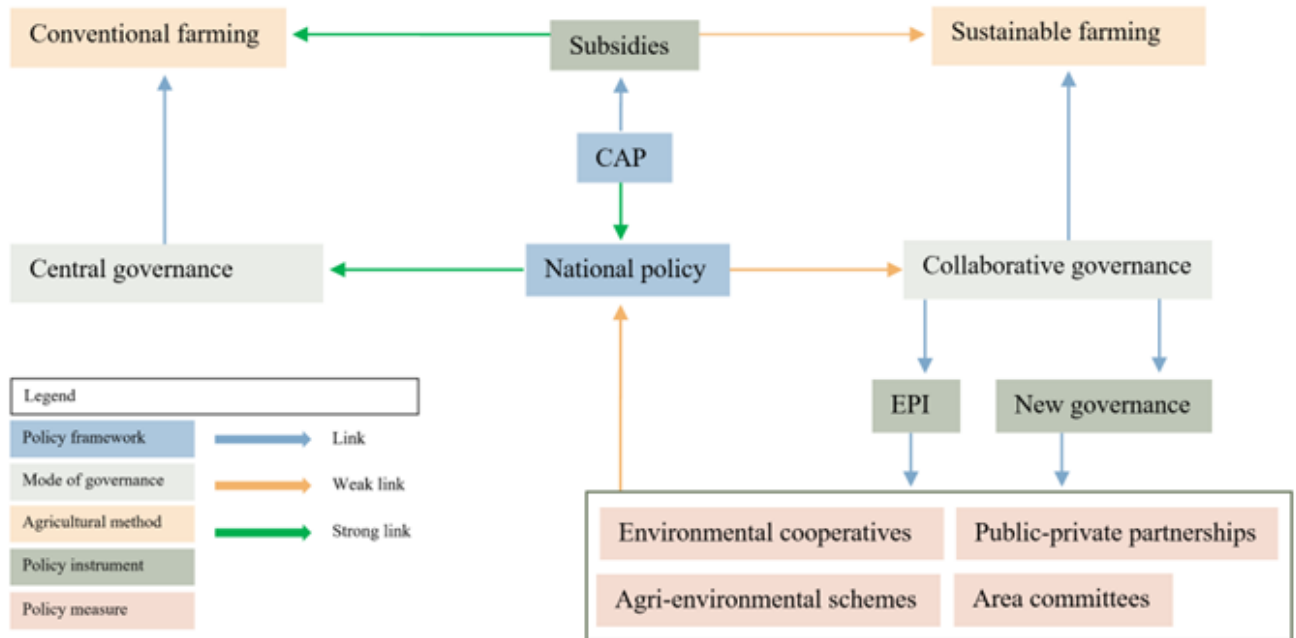 Conventional farming
Subsidies
Sustainable farming
CAP
Central governance
National policy
Collaborative governance
EPI
New governance
Legend
Policy framework
Link
Mode of governance
Weak link
Agricultural method
Strong link
Policy instrument
Policy measure
Environmental cooperatives
Public-private partnerships
Agri-environmental schemes
Area committees